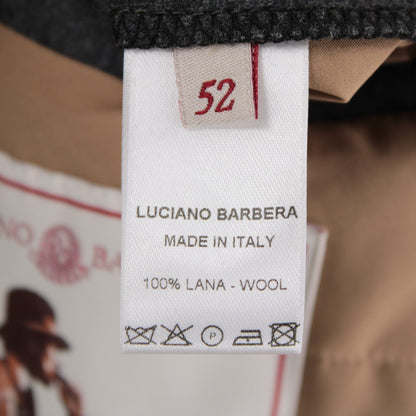 52
LUCIANO BARBERA
MADE IN ITALY
100% LANA - WOOL
P